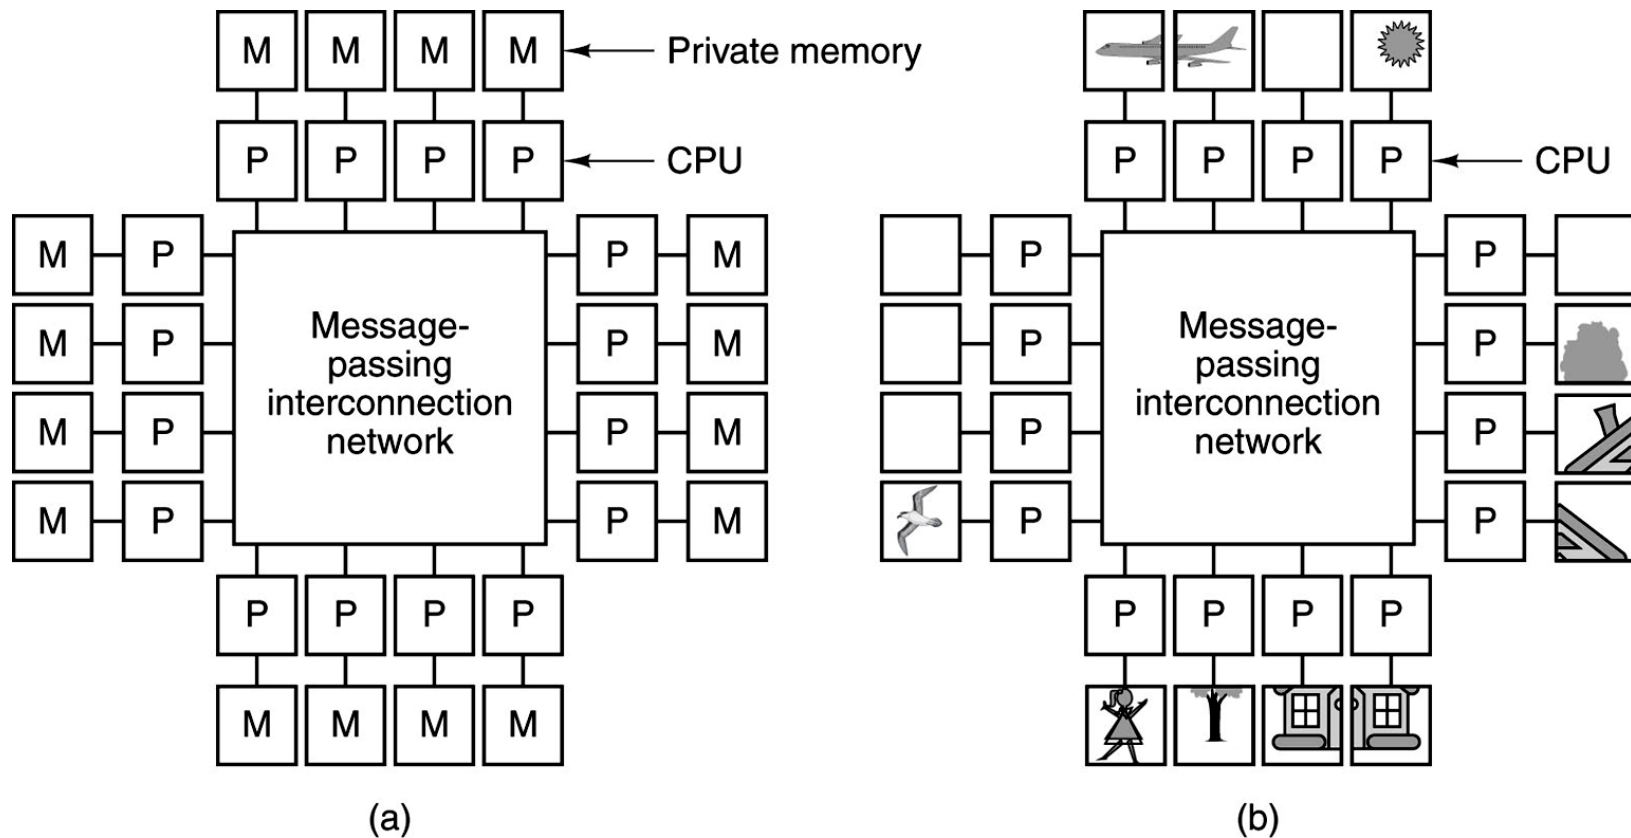 M M M M Private memory
P P P P CPU
P P P P CPU
M P P M
P P
M P P M
P P
M P P M
P P
M P P M
P P
Message-
passing
interconnection
network
Message-
passing
interconnection
network
P P P P
P P P P
M M M M
(a)
(b)